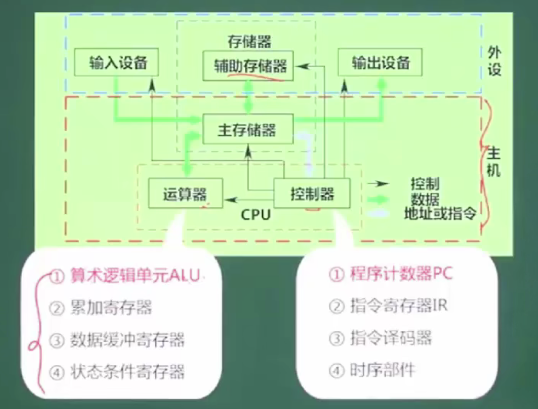 存储器
输入设备
辅助存储器
输出设备
外设
主存储器
主机
运算器
控制器
CPU
控制
数据
地址或指令
① 算术逻辑单元ALU
② 累加寄存器
③ 数据缓冲寄存器
④ 状态条件寄存器
① 程序计数器PC
② 指令寄存器IR
③ 指令译码器
④ 时序部件